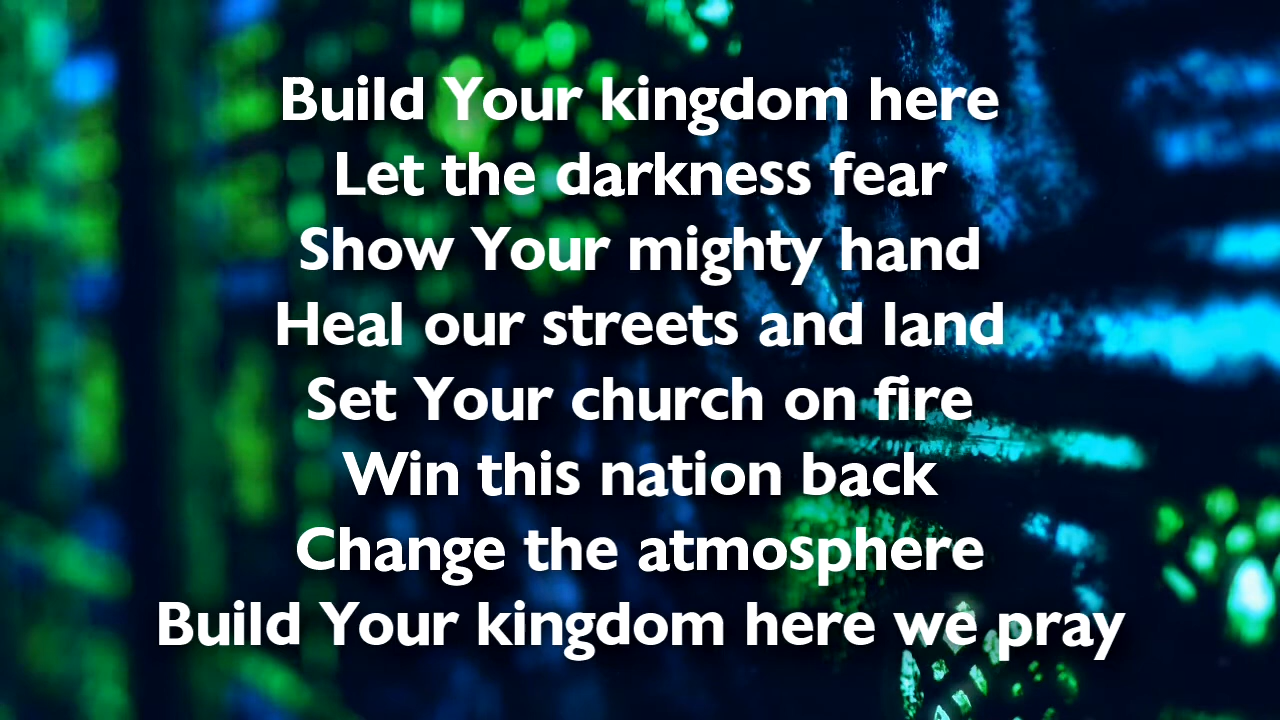 Build Your kingdom here
Let the darkness fear
Show Your mighty hand
Heal our streets and land
Set Your church on fire
Win this nation back
Change the atmosphere
Build Your kingdom here we pray